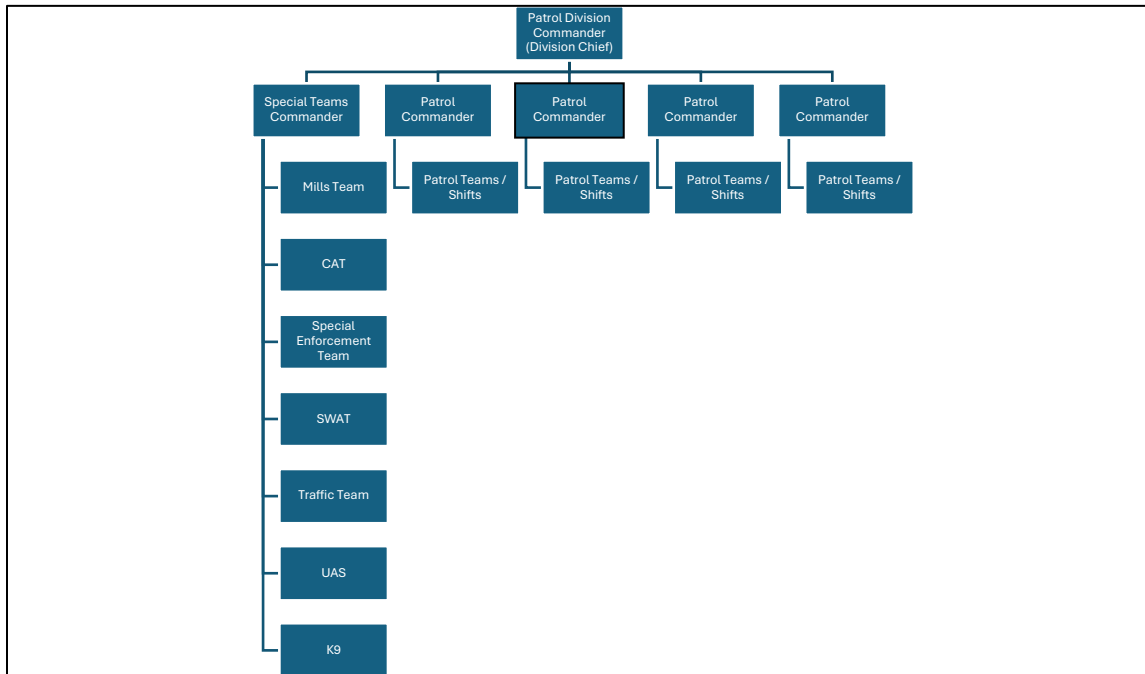 Patrol Division
Commander
(Division Chief)
Special Teams
Commander
Patrol
Commander
Patrol
Commander
Patrol
Commander
Patrol
Commander
Mills Team
Patrol Teams /
Shifts
Patrol Teams /
Shifts
Patrol Teams /
Shifts
Patrol Teams /
Shifts
CAT
Special
Enforcement
Team
SWAT
Traffic Team
UAS
K9